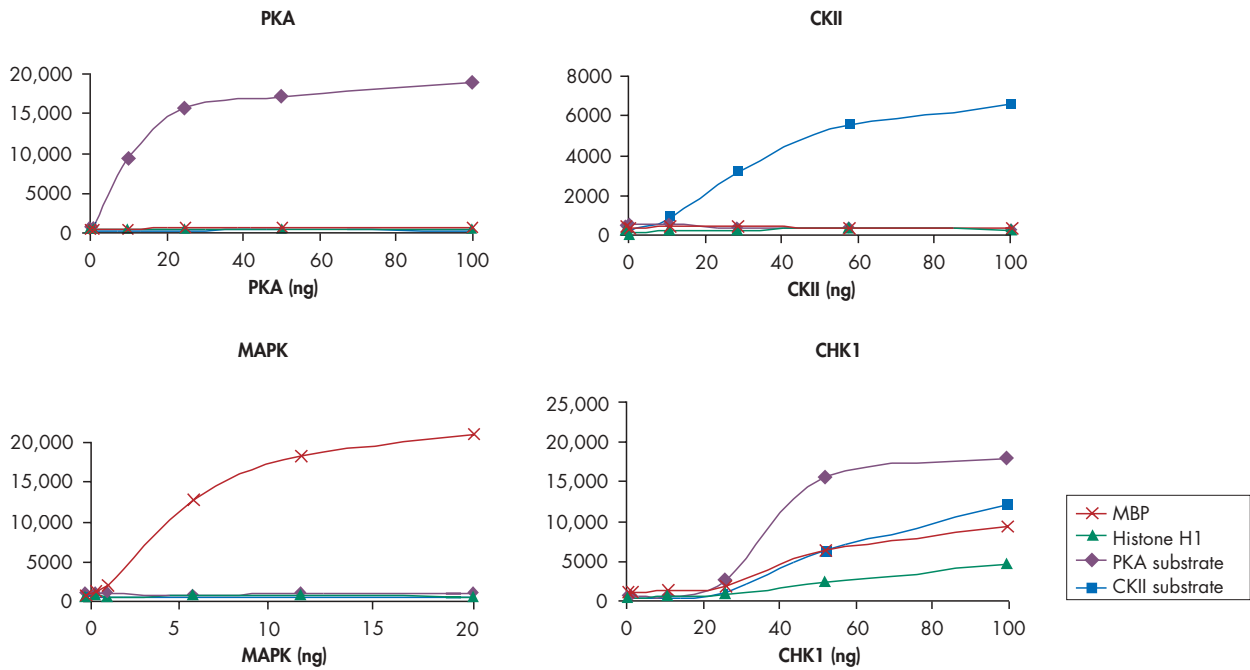 PKA
20,000
15,000
10,000
5000
0
0 20 40 60 80 100
PKA (ng)
CKII
8000
6000
4000
2000
0
0 20 40 60 80 100
CKII (ng)
MAPK
20,000
15,000
10,000
5000
0
0 5 10 15 20
MAPK (ng)
CHK1
25,000
20,000
15,000
10,000
5000
0
0 20 40 60 80 100
CHK1 (ng)
MBP
Histone H1
PKA substrate
CKII substrate